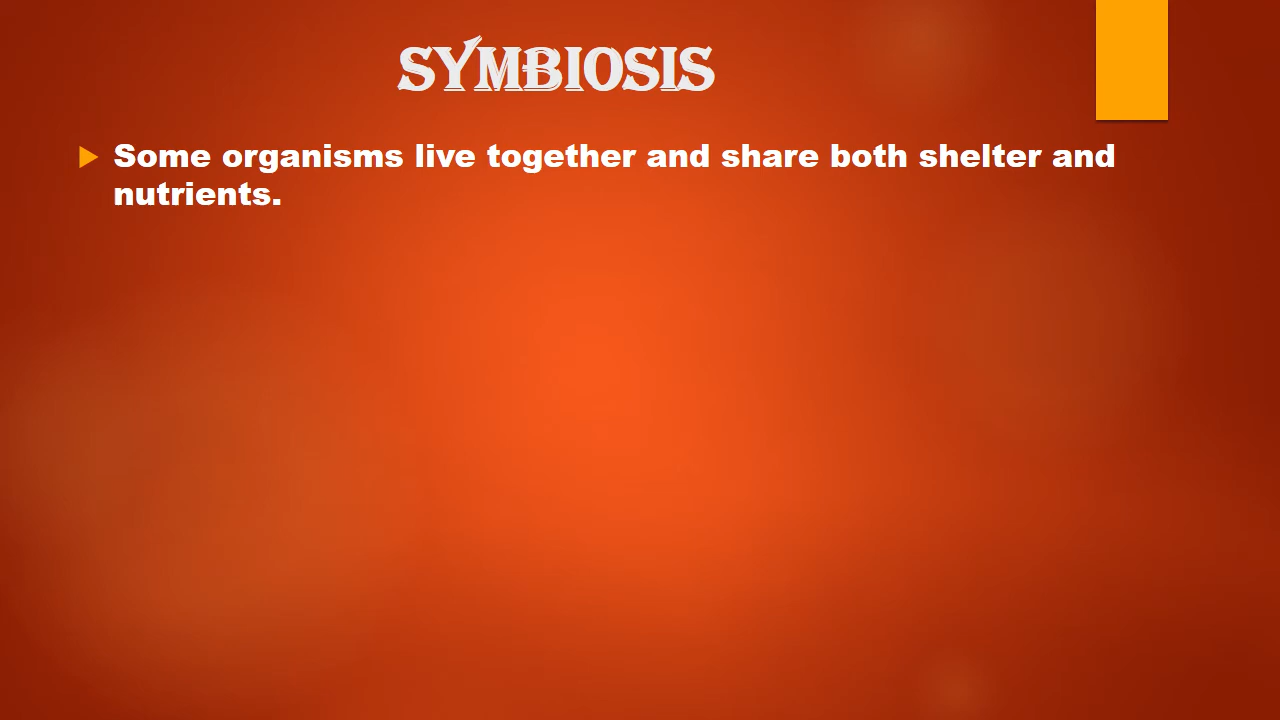 SYMBIOSIS
Some organisms live together and share both shelter and
nutrients.